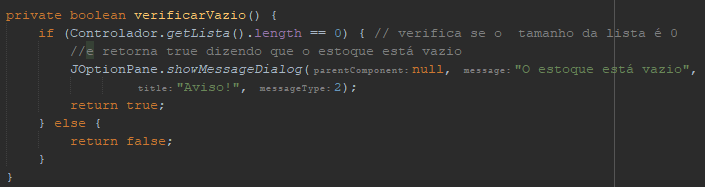 private boolean verificarVazio() {
if (Controlador.getLista().length == 0) { // verifica se o  tamanho da lista é 0
//e retorna true dizendo que o estoque está vazio
JOptionPane.showMessageDialog( parentComponent: null, message: "O estoque está vazio",
title: "Aviso!", messageType: 2);
return true;
} else {
return false;
}
}